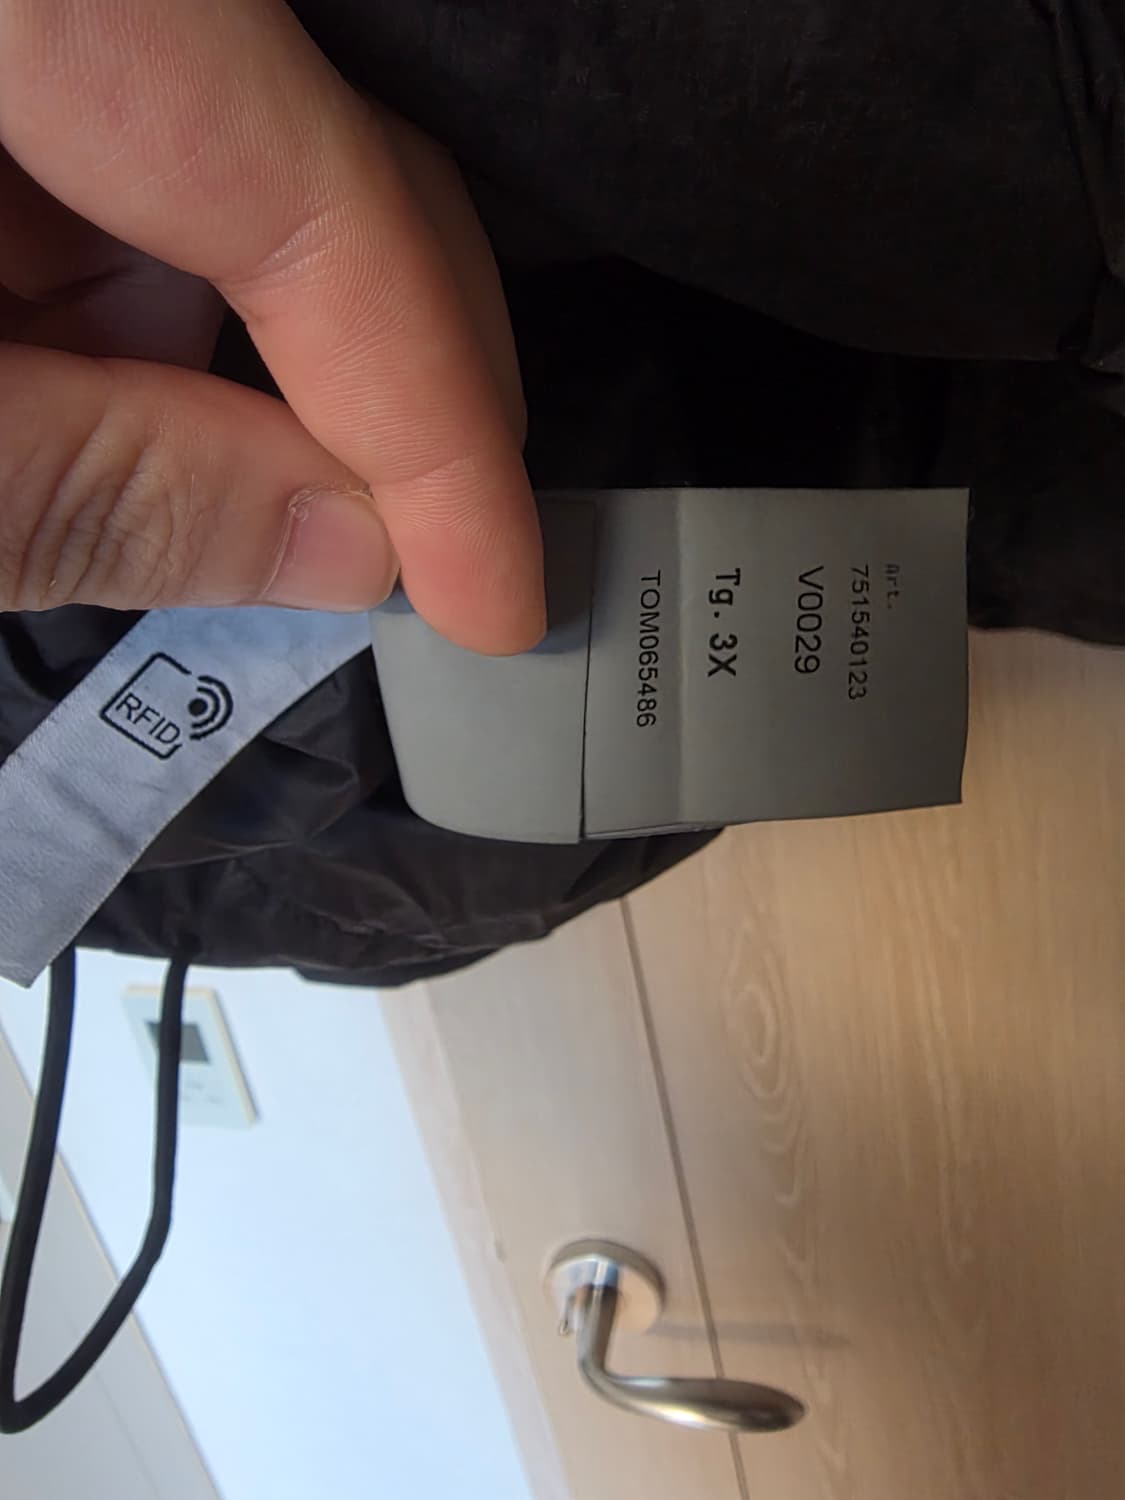 Art.
751540123
V0029
Tg. 3X
TOM065486
RFID